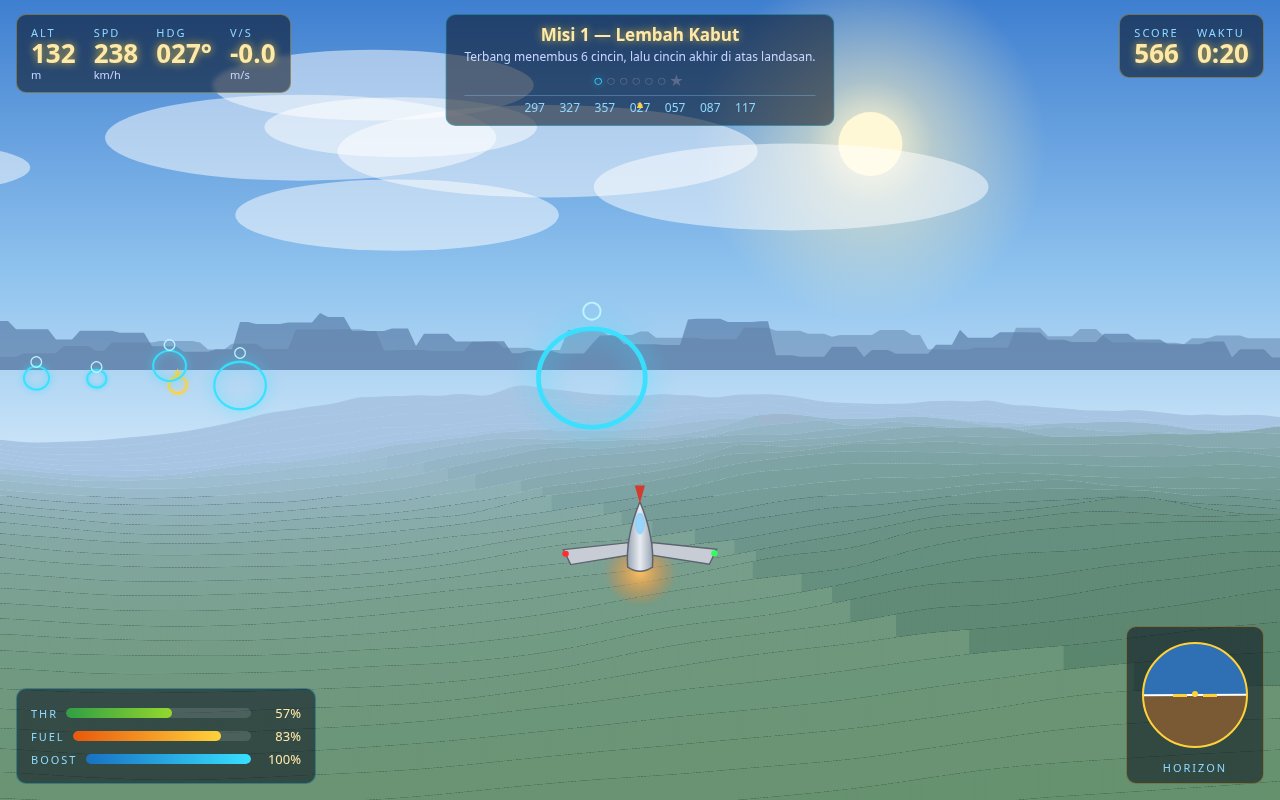 ALT SPD HDG V/S
132 238 027° -0.0
m km/h m/s
Misi 1 — Lembah Kabut
Terbang menembus 6 cincin, lalu cincin akhir di atas landasan.
297 327 357 027 057 087 117
SCORE WAKTU
566 0:20
THR 57%
FUEL 83%
BOOST 100%
HORIZON